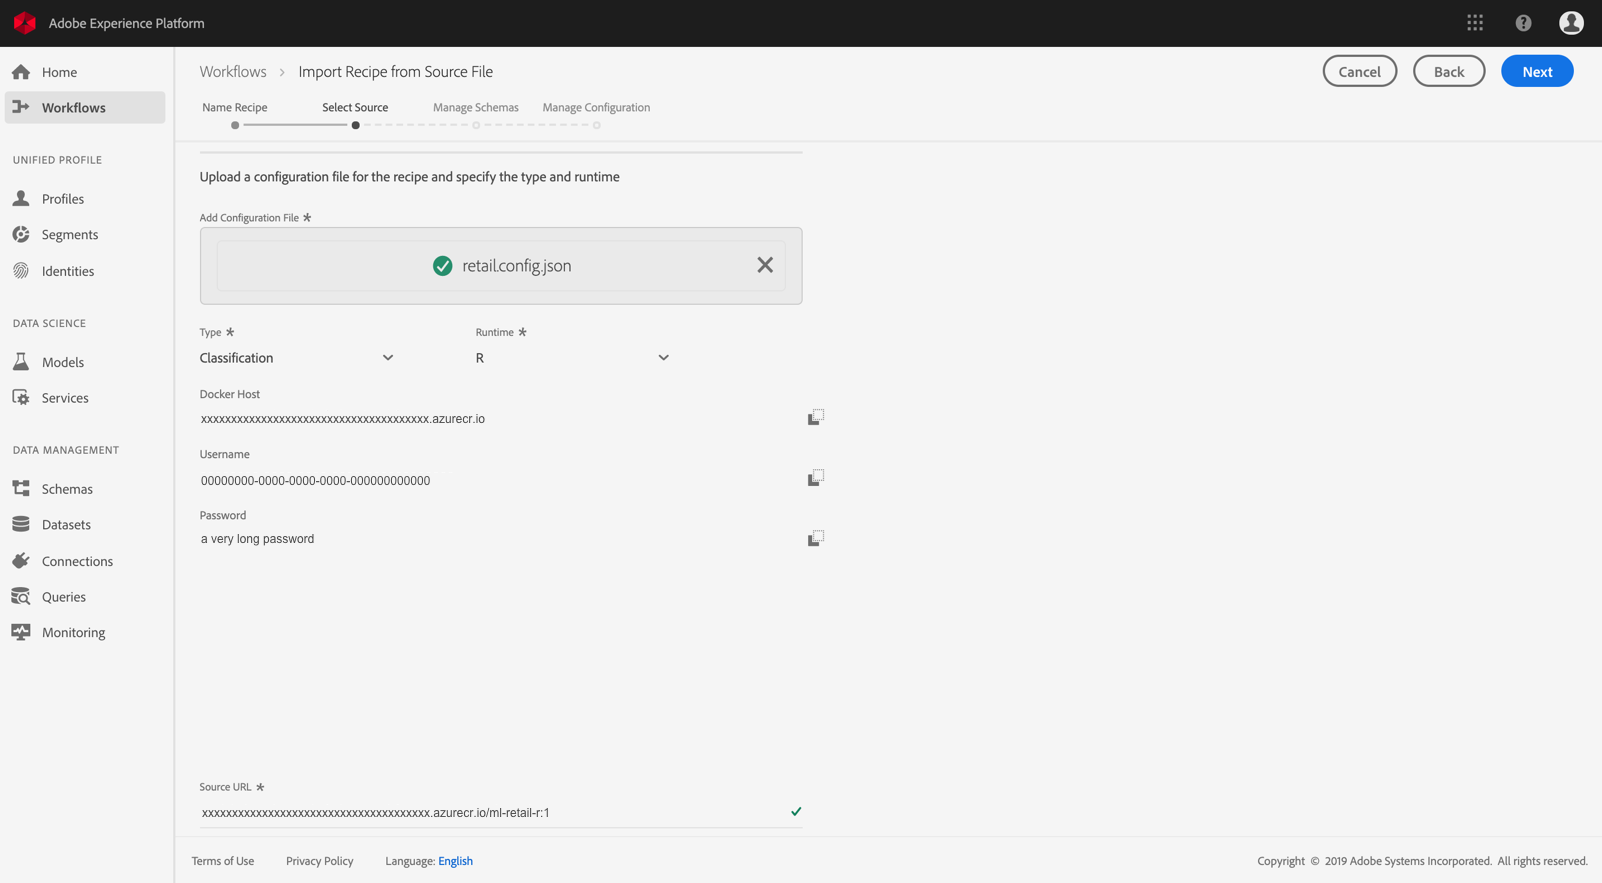 Adobe Experience Platform
Home
Workflows
UNIFIED PROFILE
Profiles
Segments
Identities
DATA SCIENCE
Models
Services
DATA MANAGEMENT
Schemas
Datasets
Connections
Queries
Monitoring
Workflows > Import Recipe from Source File
Cancel Back Next
Name Recipe Select Source Manage Schemas Manage Configuration
Upload a configuration file for the recipe and specify the type and runtime
Add Configuration File *
retail.config.json
Type * Runtime *
Classification R
Docker Host
xxxxxxxxxxxxxxxxxxxxxxxxxxxxxxxxxxxxxx.azurecr.io
Username
00000000-0000-0000-0000-000000000000
Password
a very long password
Source URL *
xxxxxxxxxxxxxxxxxxxxxxxxxxxxxxxxxxxxxx.azurecr.io/ml-retail-r:1
Terms of Use Privacy Policy Language: English
Copyright © 2019 Adobe Systems Incorporated. All rights reserved.